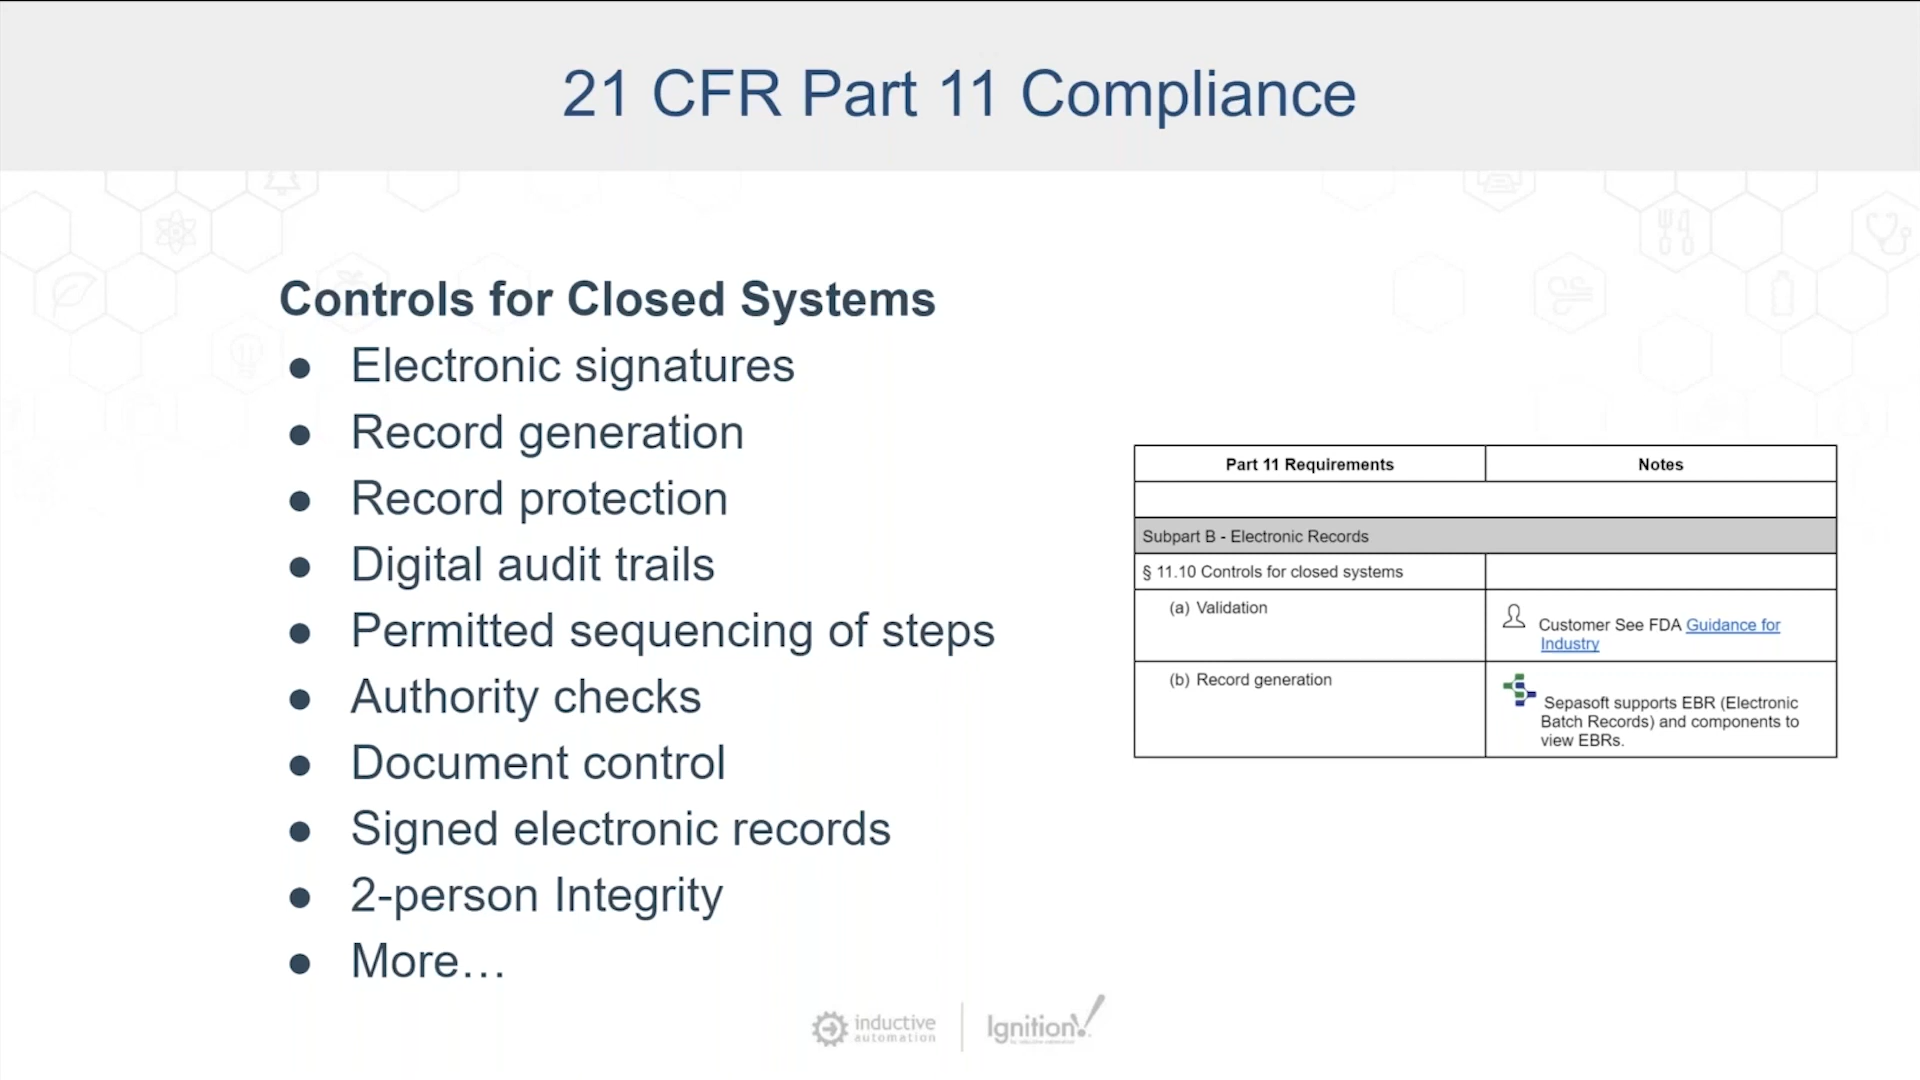 21 CFR Part 11 Compliance
Controls for Closed Systems
● Electronic signatures
● Record generation
● Record protection
● Digital audit trails
● Permitted sequencing of steps
● Authority checks
● Document control
● Signed electronic records
● 2-person Integrity
● More…
Part 11 Requirements
Notes
Subpart B - Electronic Records
§ 11.10 Controls for closed systems
(a) Validation
Customer See FDA Guidance for
Industry
(b) Record generation
Sepasoft supports EBR (Electronic
Batch Records) and components to
view EBRs.
inductive
automation
Ignition!
by inductive automation